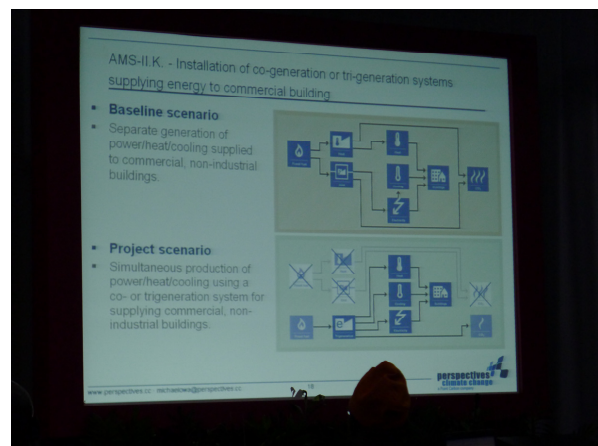 AMS-II.K. - Installation of co-generation or tri-generation systems
supplying energy to commercial building
Baseline scenario
Separate generation of
power/heat/cooling supplied
to commercial, non-industrial
buildings.
Project scenario
Simultaneous production of
power/heat/cooling using a
co- or trigeneration system for
supplying commercial, non-
industrial buildings.
www.perspectives.cc
18
perspectives
climate change